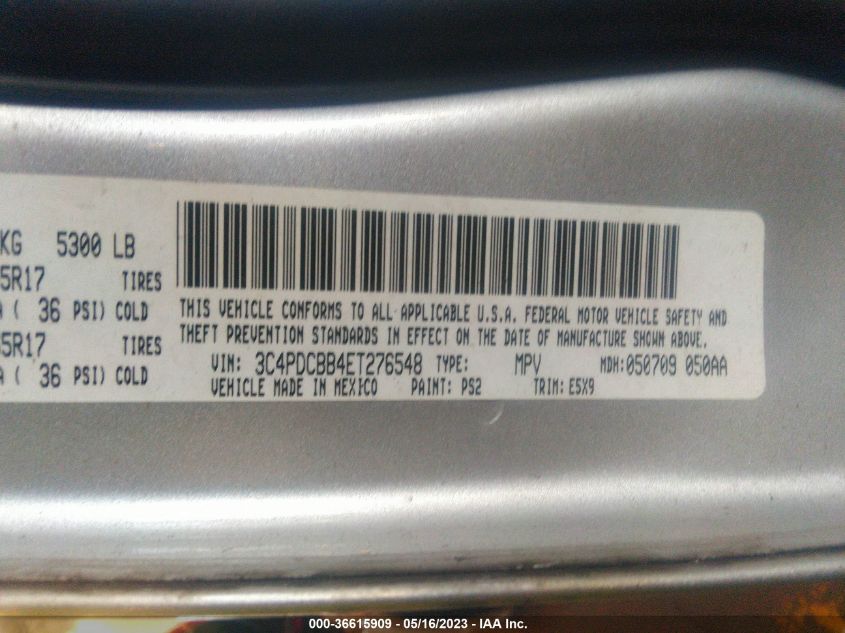 KG 5300 LB
5R17 TIRES
A ( 36 PSI) COLD
5R17 TIRES
A ( 36 PSI) COLD
THIS VEHICLE CONFORMS TO ALL APPLICABLE U.S.A. FEDERAL MOTOR VEHICLE SAFETY AND
THEFT PREVENTION STANDARDS IN EFFECT ON THE DATE OF MANUFACTURE SHOWN ABOVE.
VIN: 3C4PDCBB4ET276548 TYPE: MPV MDH:050709 050AA
VEHICLE MADE IN MEXICO PAINT: PS2 TRIM: E5X9
000-36615909 - 05/16/2023 - IAA Inc.